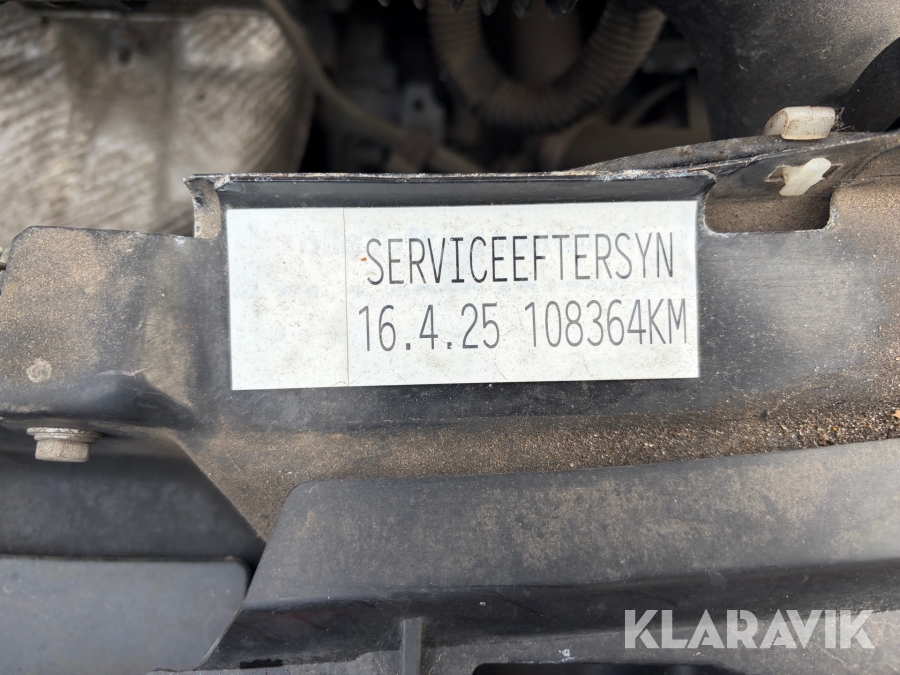 SERVICEEFTERSYN
16.4.25 108364KM
KLARAVIK